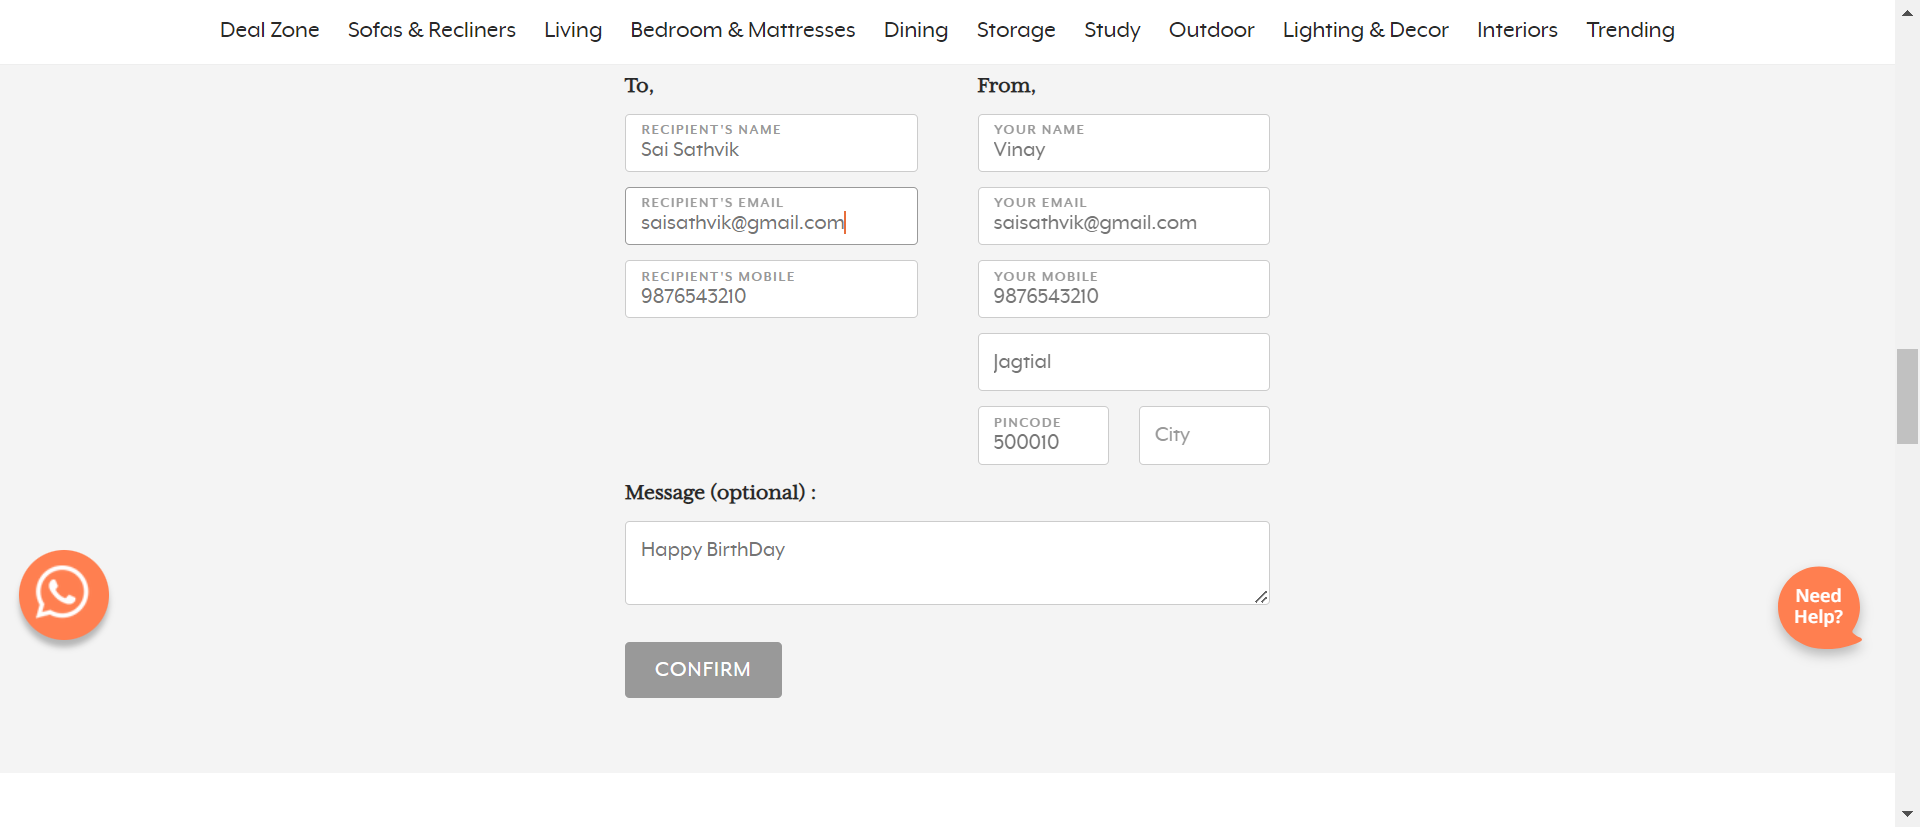 Deal Zone Sofas & Recliners Living Bedroom & Mattresses Dining Storage Study Outdoor Lighting & Decor Interiors Trending
To,
RECIPIENT'S NAME
Sai Sathvik
RECIPIENT'S EMAIL
saisathvik@gmail.com
RECIPIENT'S MOBILE
9876543210
From,
YOUR NAME
Vinay
YOUR EMAIL
saisathvik@gmail.com
YOUR MOBILE
9876543210
Jagtial
PINCODE
500010
City
Message (optional) :
Happy BirthDay
CONFIRM
Need
Help?